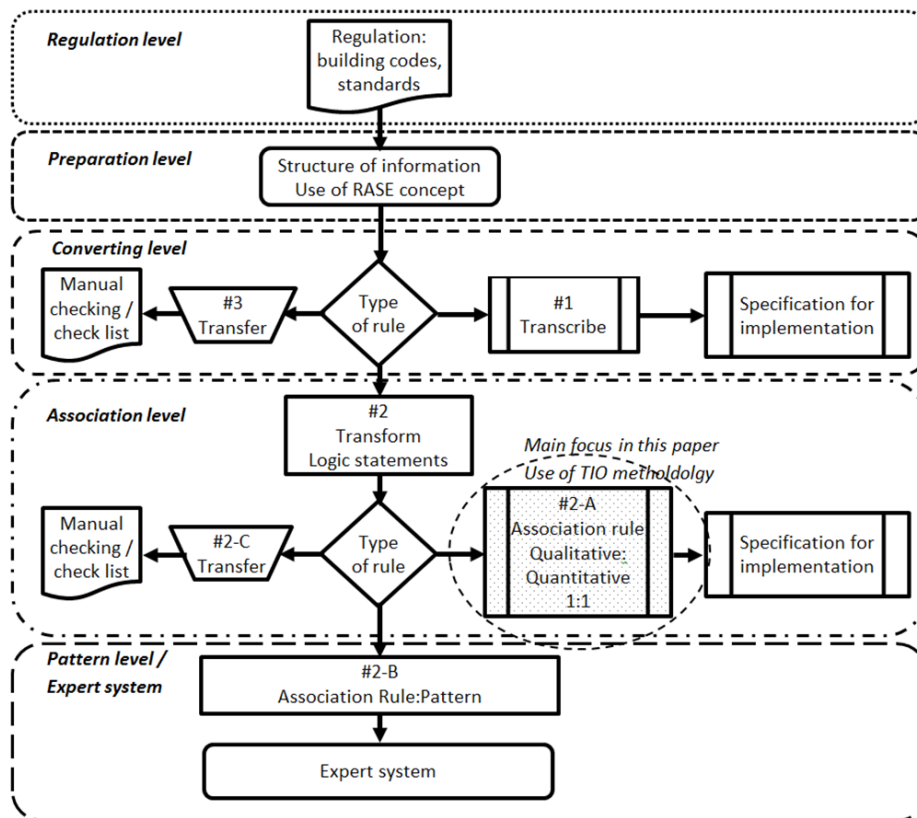 Regulation level
Regulation:
building codes,
standards
Preparation level
Structure of information
Use of RASE concept
Converting level
Manual
checking /
check list
#3
Transfer
Type
of rule
#1
Transcribe
Specification for
implementation
Association level
#2
Transform
Logic statements
Main focus in this paper
Use of TIO metholdolgy
Manual
checking /
check list
#2-C
Transfer
Type
of rule
#2-A
Association rule
Qualitative:
Quantitative
1:1
Specification for
implementation
Pattern level /
Expert system
#2-B
Association Rule:Pattern
Expert system